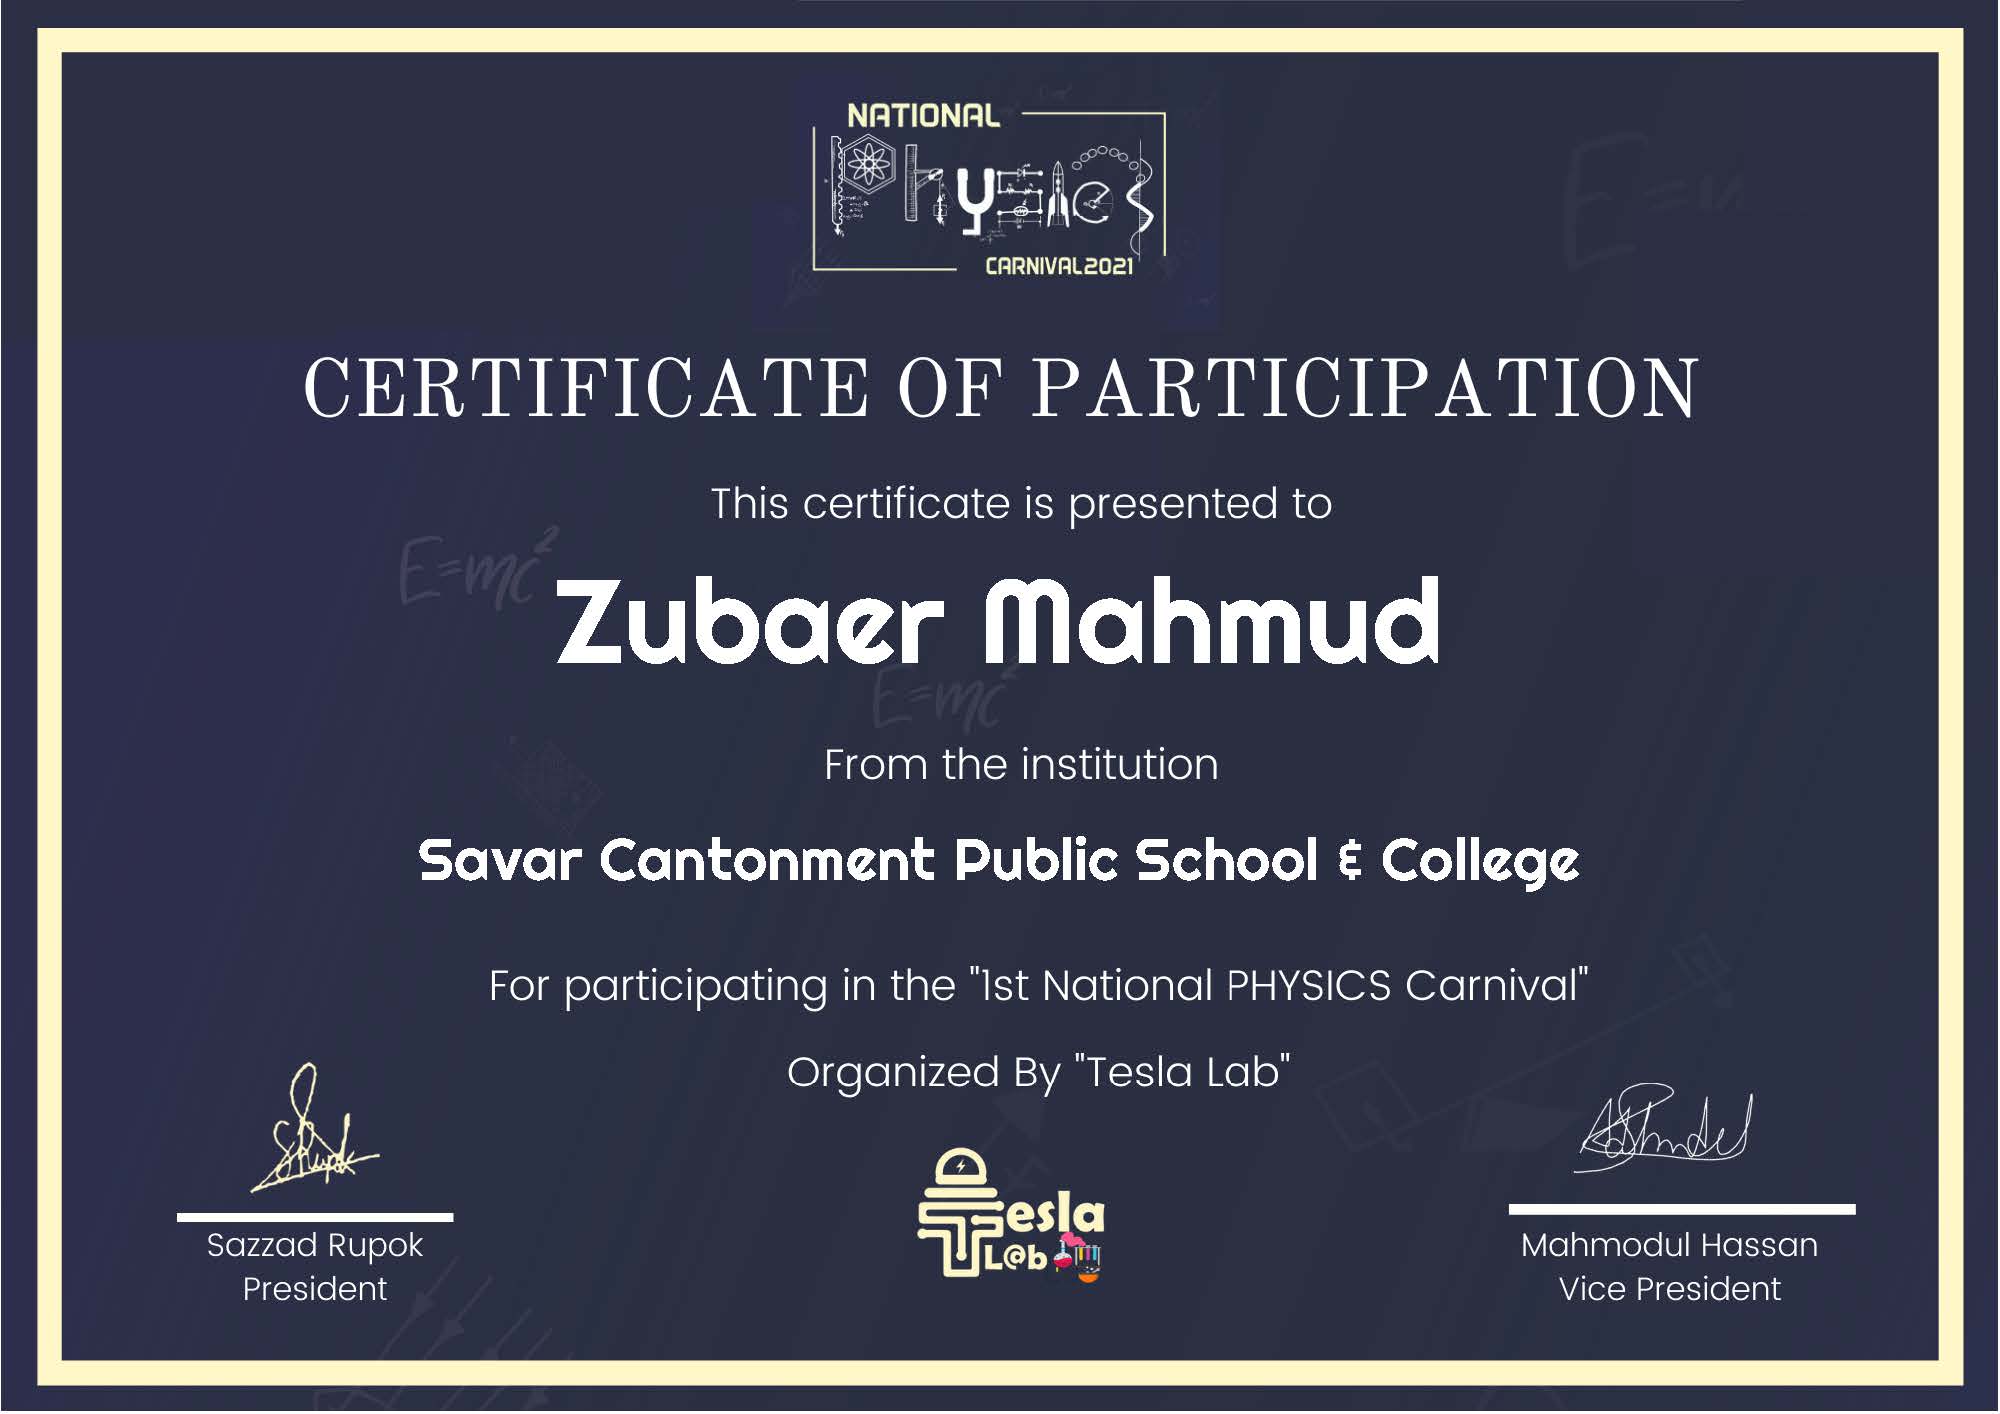 NATIONAL
Physics
CARNIVAL2021
CERTIFICATE OF PARTICIPATION
This certificate is presented to
E=mc²
Zubaer Mahmud
E=mc²
From the institution
Savar Cantonment Public School & College
For participating in the "1st National PHYSICS Carnival"
Organized By "Tesla Lab"
Tesla
L@b
Sazzad Rupok
President
Mahmodul Hassan
Vice President